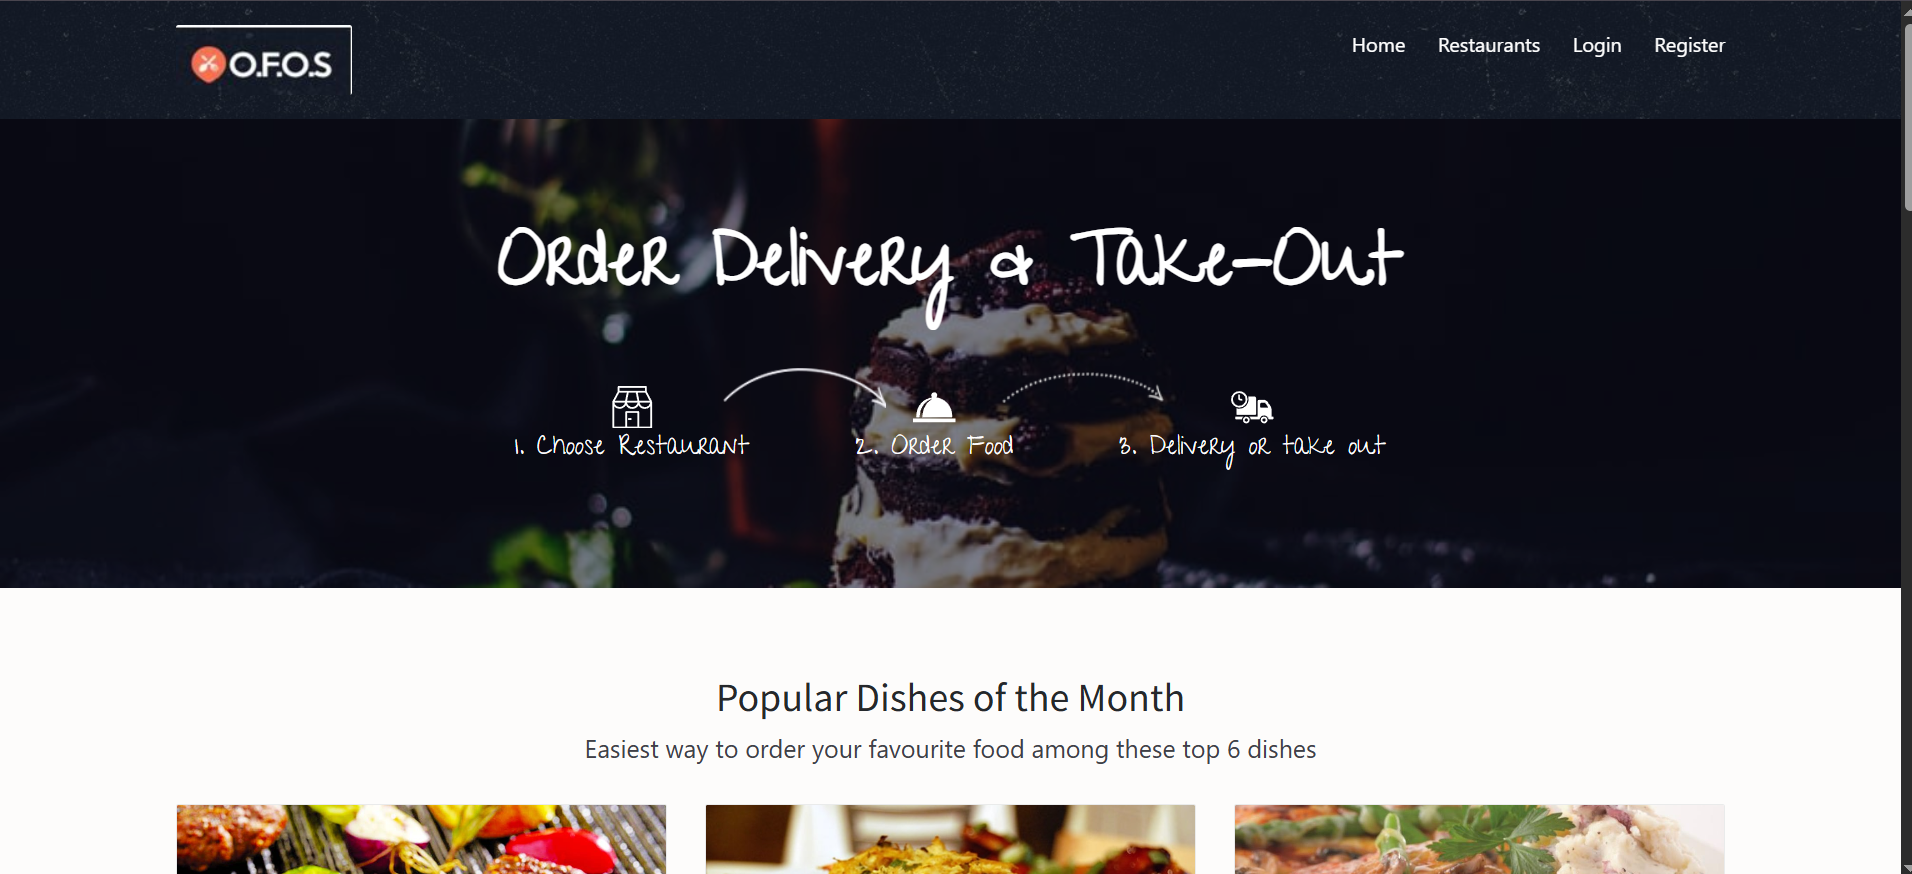 O.F.O.S
Home Restaurants Login Register
Order Delivery & Take-Out
1. Choose Restaurant
2. Order Food
3. Delivery or take out
Popular Dishes of the Month
Easiest way to order your favourite food among these top 6 dishes